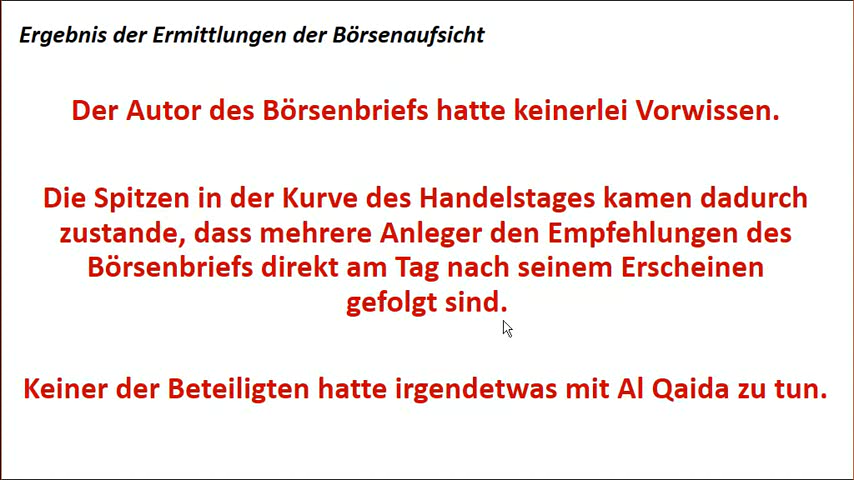 Ergebnis der Ermittlungen der Börsenaufsicht
Der Autor des Börsenbriefs hatte keinerlei Vorwissen.
Die Spitzen in der Kurve des Handelstages kamen dadurch
zustande, dass mehrere Anleger den Empfehlungen des
Börsenbriefs direkt am Tag nach seinem Erscheinen
gefolgt sind.
Keiner der Beteiligten hatte irgendetwas mit Al Qaida zu tun.